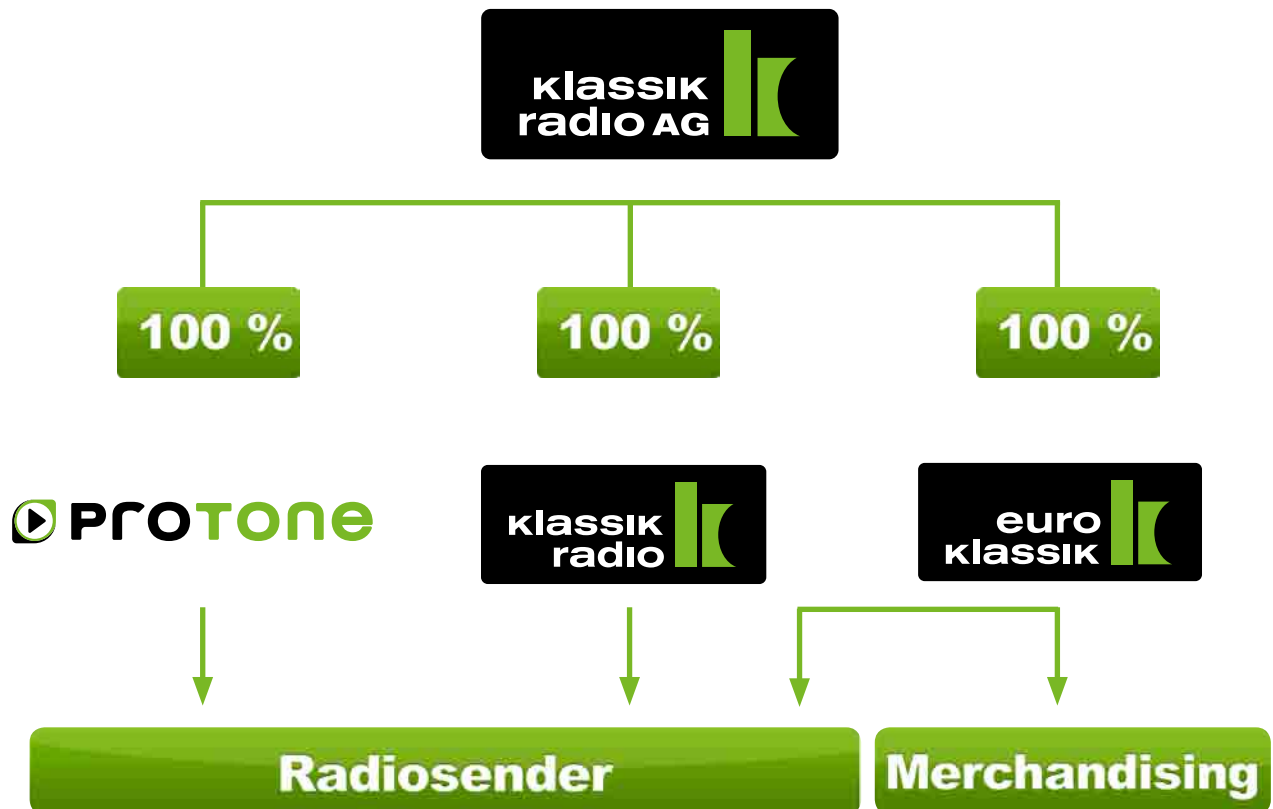 klassik
radio AG
100 %
100 %
100 %
PROTONE
klassik
radio
euro
klassik
Radiosender
Merchandising